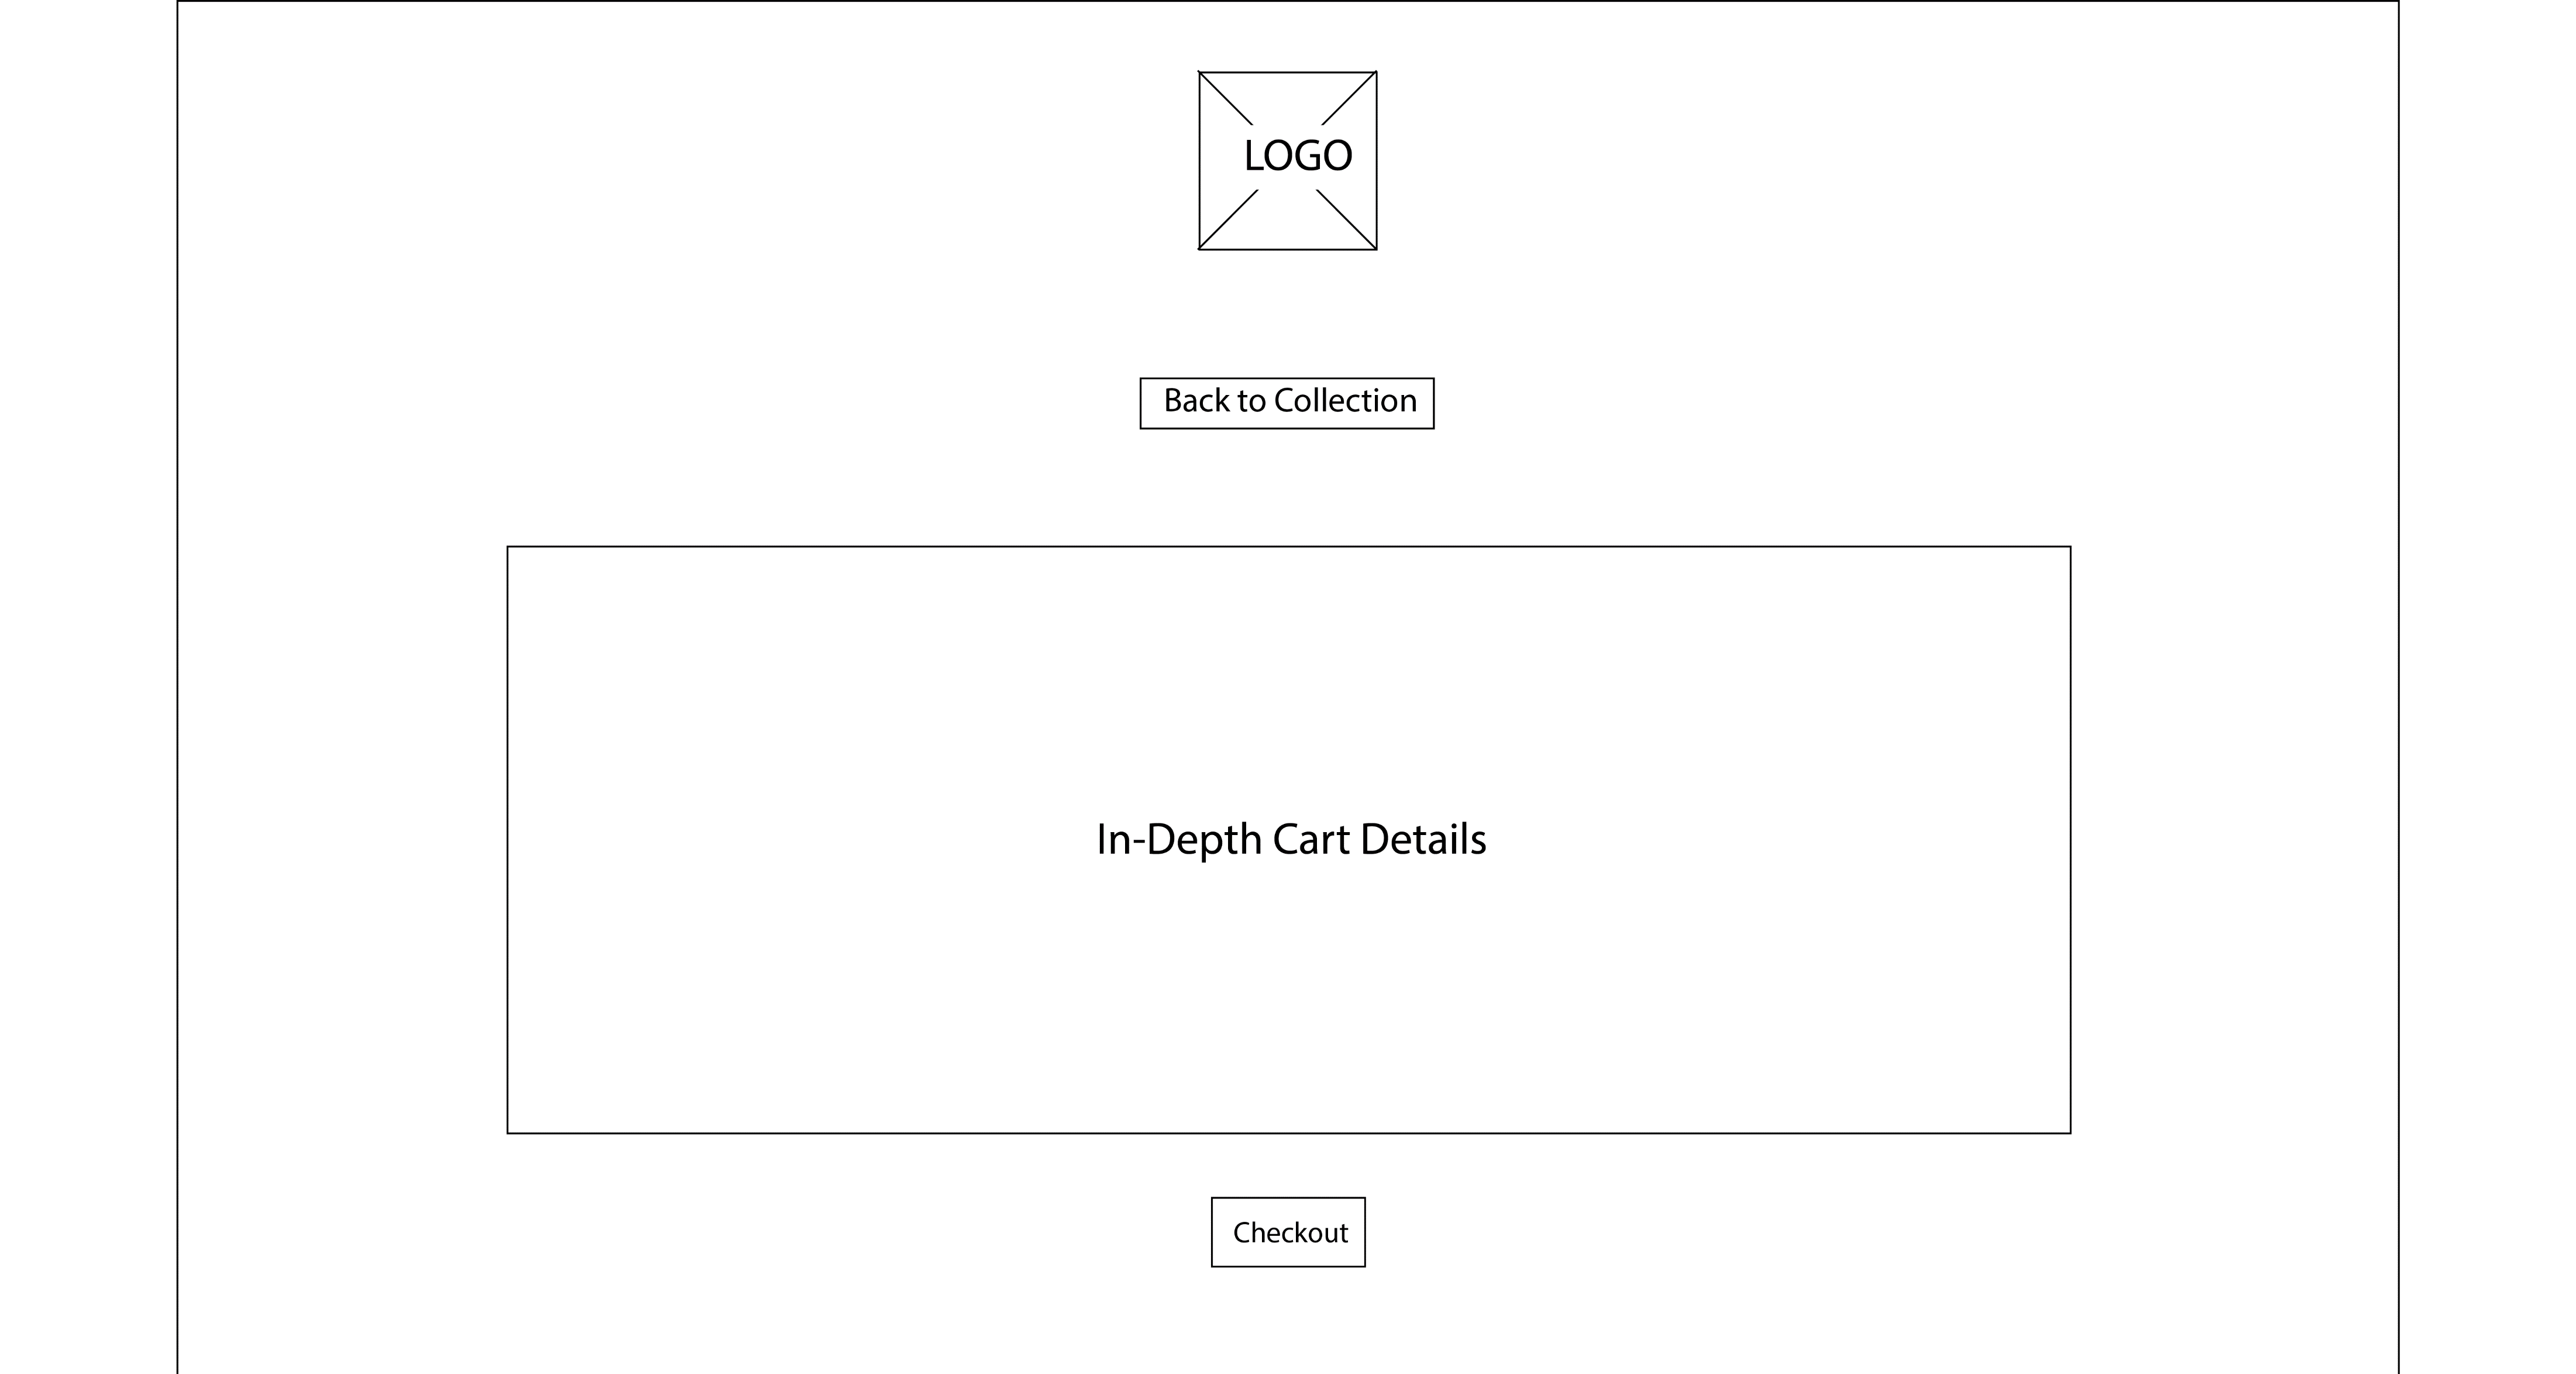 LOGO
Back to Collection
In-Depth Cart Details
Checkout